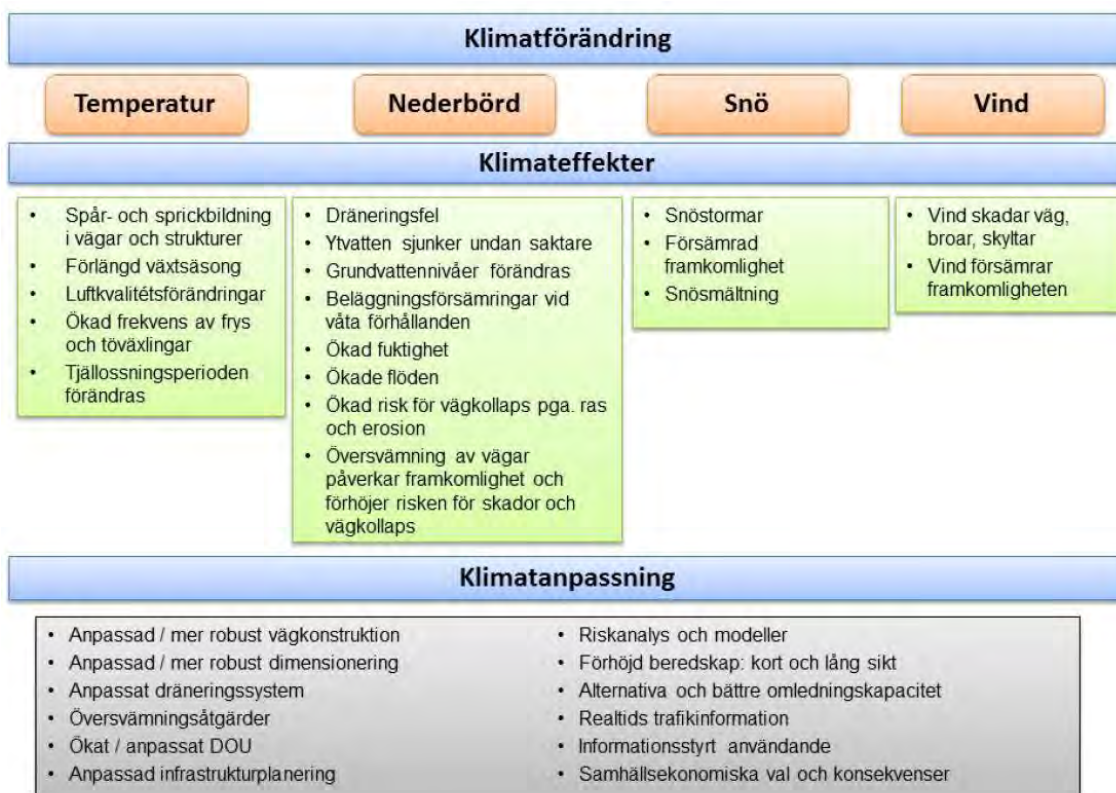 Klimatförändring
Temperatur
Nederbörd
Snö
Vind
Klimateffekter
• Spår- och sprickbildning
i vägar och strukturer
• Förlängd växtsäsong
• Luftkvalitétsförändringar
• Ökad frekvens av frys
och töväxlingar
• Tjällossningsperioden
förändras
• Dräneringsfel
• Ytvatten sjunker undan saktare
• Grundvattennivåer förändras
• Beläggningsförsämringar vid
våta förhållanden
• Ökad fuktighet
• Ökade flöden
• Ökad risk för vägkollaps pga. ras
och erosion
• Översvämning av vägar
påverkar framkomlighet och
förhöjer risken för skador och
vägkollaps
• Snöstormar
• Försämrad
framkomlighet
• Snösmältning
• Vind skadar väg,
broar, skyltar
• Vind försämrar
framkomligheten
Klimatanpassning
• Anpassad / mer robust vägkonstruktion
• Anpassad / mer robust dimensionering
• Anpassat dräneringssystem
• Översvämningsåtgärder
• Ökat / anpassat DOU
• Anpassad infrastrukturplanering
• Riskanalys och modeller
• Förhöjd beredskap: kort och lång sikt
• Alternativa och bättre omledningskapacitet
• Realtids trafikinformation
• Informationsstyrt användande
• Samhällsekonomiska val och konsekvenser